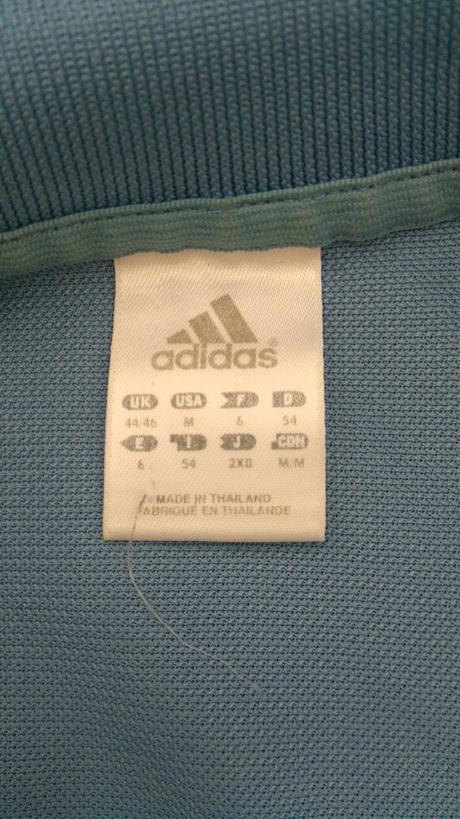 adidas®
UK USA F D
44/46 M 6 54
E I J CDN
6 54 2XO M/M
MADE IN THAILAND
FABRIQUÉ EN THAILANDE